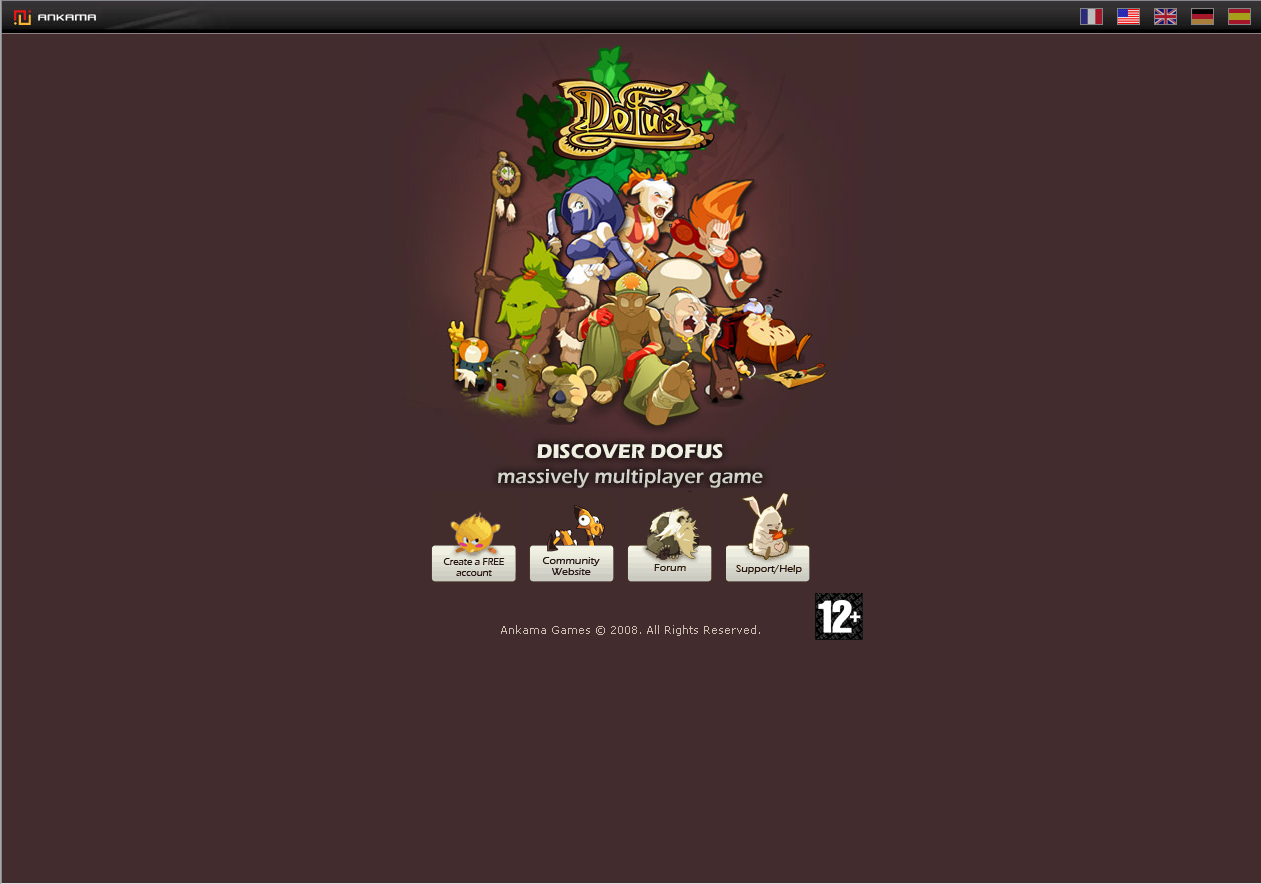 ANKAMA
DOFUS
DISCOVER DOFUS
massively multiplayer game
Create a FREE
account
Community
Website
Forum
Support/Help
12+
Ankama Games © 2008. All Rights Reserved.